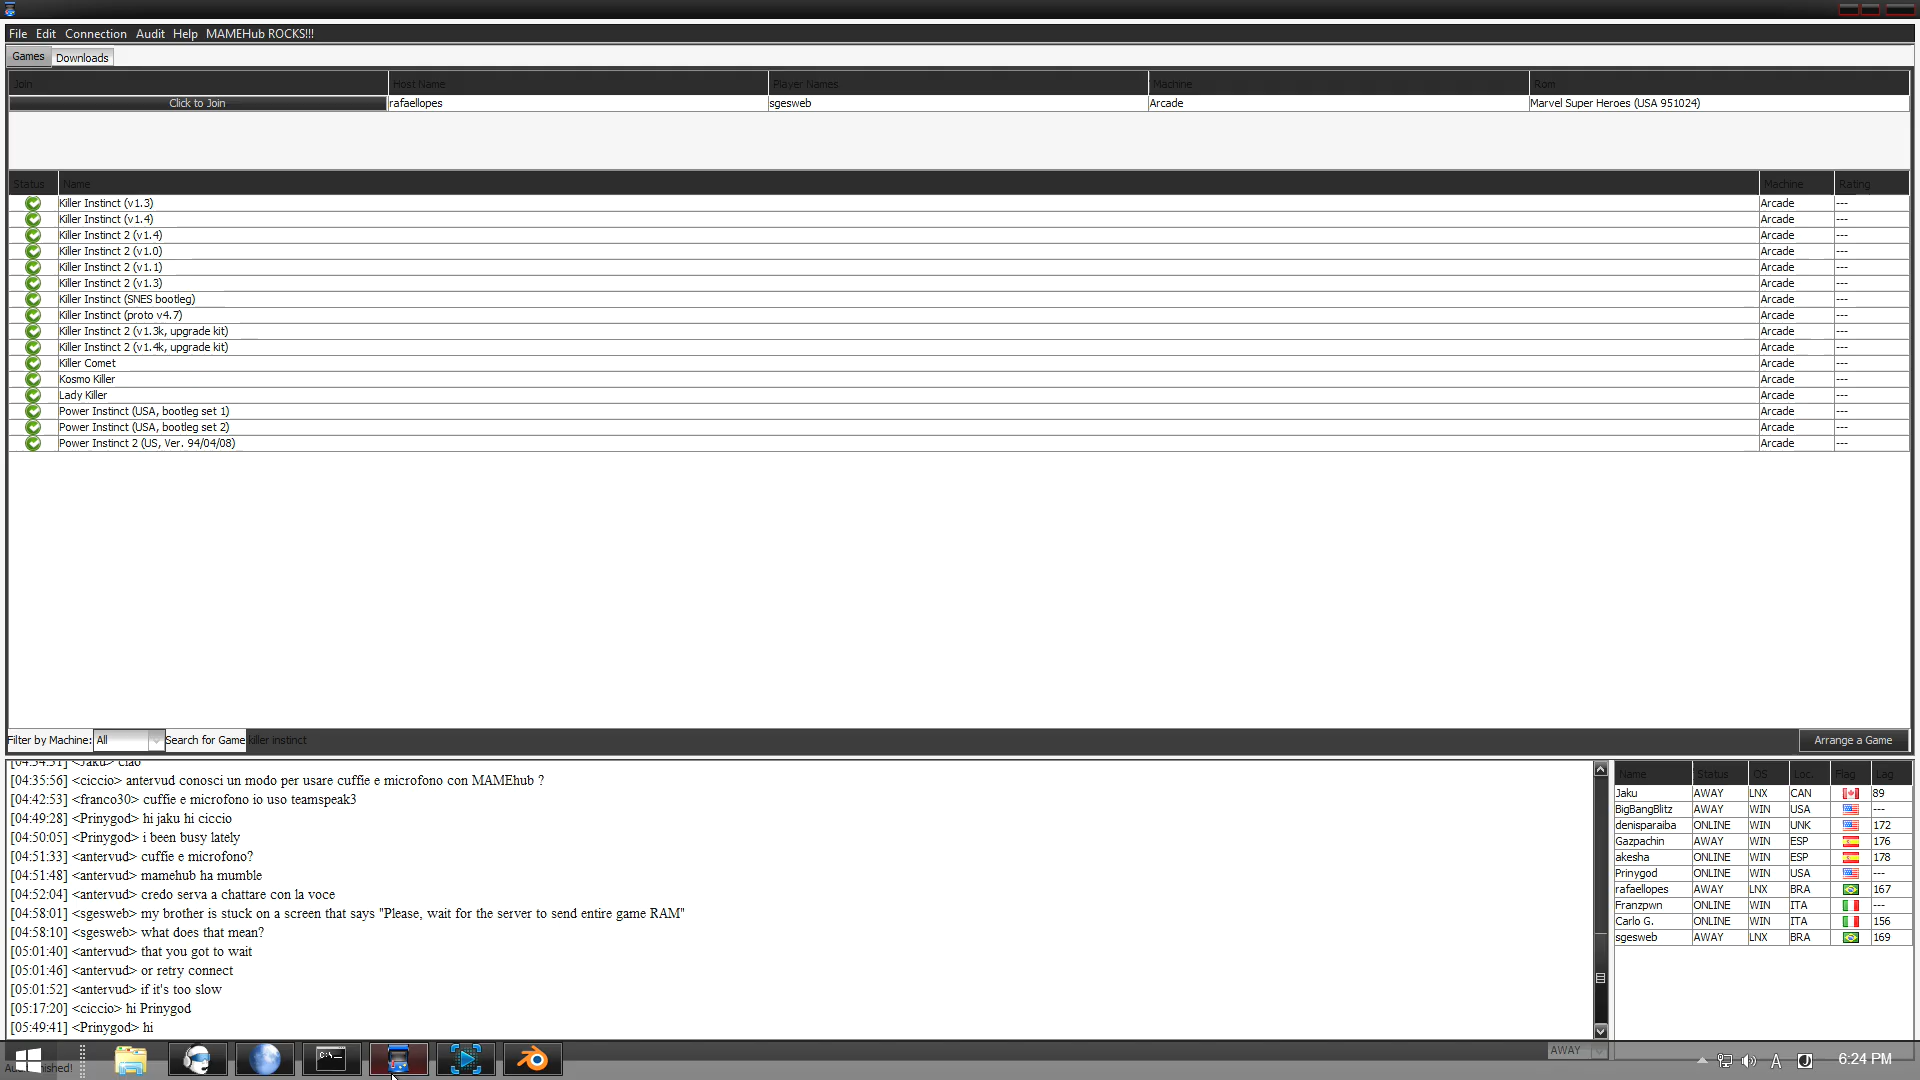 File Edit Connection Audit Help MAMEHub ROCKS!!!
Games Downloads
Join Host Name Player Names Machine Rom
Click to Join rafaellopes sgesweb Arcade Marvel Super Heroes (USA 951024)
Status Name Machine Rating
Killer Instinct (v1.3) Arcade ---
Killer Instinct (v1.4) Arcade ---
Killer Instinct 2 (v1.4) Arcade ---
Killer Instinct 2 (v1.0) Arcade ---
Killer Instinct 2 (v1.1) Arcade ---
Killer Instinct 2 (v1.3) Arcade ---
Killer Instinct (SNES bootleg) Arcade ---
Killer Instinct (proto v4.7) Arcade ---
Killer Instinct 2 (v1.3k, upgrade kit) Arcade ---
Killer Instinct 2 (v1.4k, upgrade kit) Arcade ---
Killer Comet Arcade ---
Kosmo Killer Arcade ---
Lady Killer Arcade ---
Power Instinct (USA, bootleg set 1) Arcade ---
Power Instinct (USA, bootleg set 2) Arcade ---
Power Instinct 2 (US, Ver. 94/04/08) Arcade ---
Filter by Machine: All Search for Game killer instinct Arrange a Game
[04:34:51] <Jaku> ciao
[04:35:56] <ciccio> antervud conosci un modo per usare cuffie e microfono con MAMEhub ?
[04:42:53] <franco30> cuffie e microfono io uso teamspeak3
[04:49:28] <Prinygod> hi jaku hi ciccio
[04:50:05] <Prinygod> i been busy lately
[04:51:33] <antervud> cuffie e microfono?
[04:51:48] <antervud> mamehub ha mumble
[04:52:04] <antervud> credo serva a chattare con la voce
[04:58:01] <sgesweb> my brother is stuck on a screen that says "Please, wait for the server to send entire game RAM"
[04:58:10] <sgesweb> what does that mean?
[05:01:40] <antervud> that you got to wait
[05:01:46] <antervud> or retry connect
[05:01:52] <antervud> if it's too slow
[05:17:20] <ciccio> hi Prinygod
[05:49:41] <Prinygod> hi
Name Status OS Loc. Flag Lag
Jaku AWAY LNX CAN 89
BigBangBlitz AWAY WIN USA ---
denisparaiba ONLINE WIN UNK 172
Gazpachin AWAY WIN ESP 176
akesha ONLINE WIN ESP 178
Prinygod ONLINE WIN USA ---
rafaellopes AWAY LNX BRA 167
Franzpwn ONLINE WIN ITA ---
Carlo G. ONLINE WIN ITA 156
sgesweb AWAY LNX BRA 169
AWAY
C:\_
A
6:24 PM